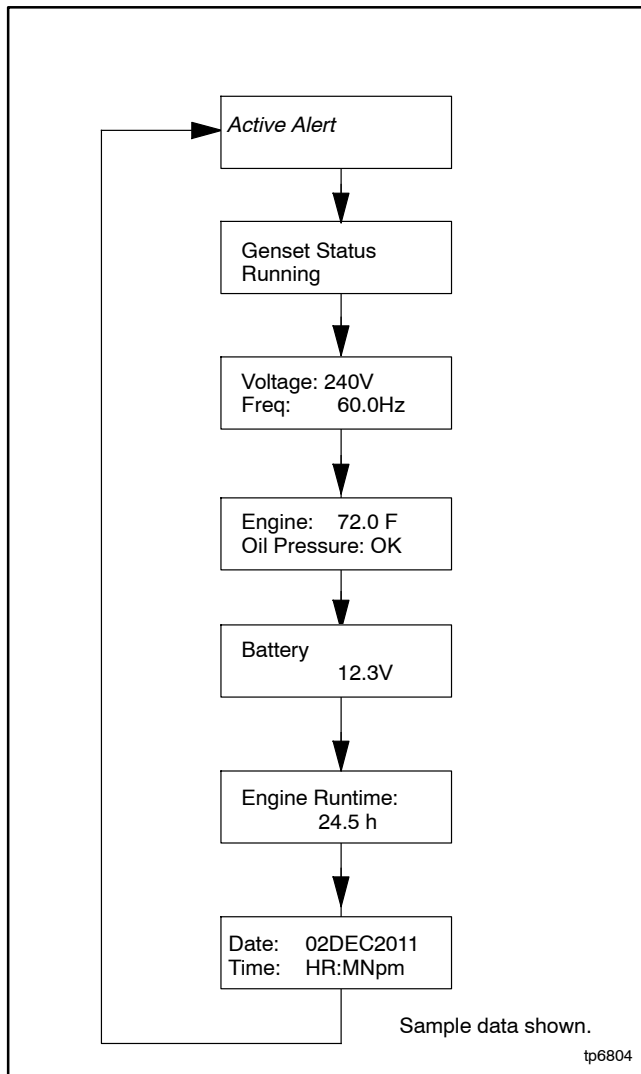 Active Alert
Genset Status
Running
Voltage: 240V
Freq: 60.0Hz
Engine: 72.0 F
Oil Pressure: OK
Battery
12.3V
Engine Runtime:
24.5 h
Date: 02DEC2011
Time: HR:MNpm
Sample data shown.
tp6804